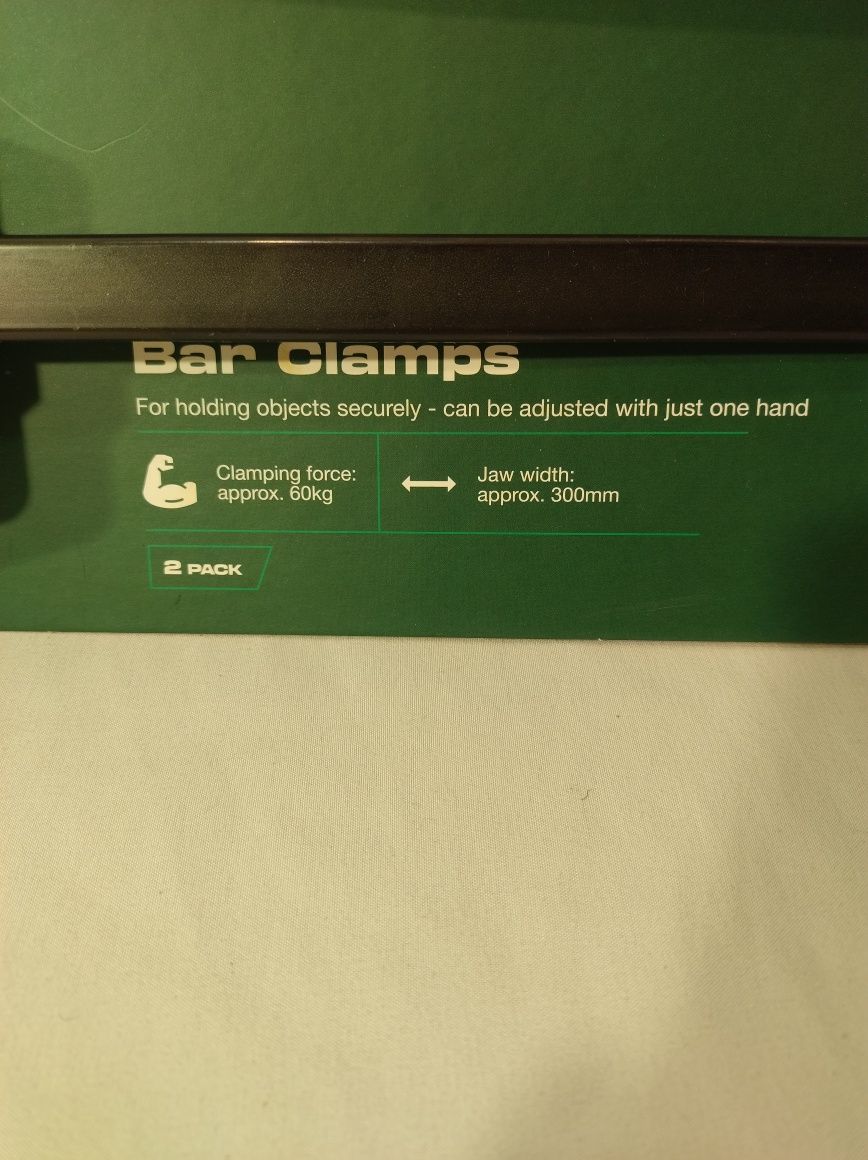 Bar Clamps
For holding objects securely - can be adjusted with just one hand
Clamping force:
approx. 60kg
Jaw width:
approx. 300mm
2 PACK